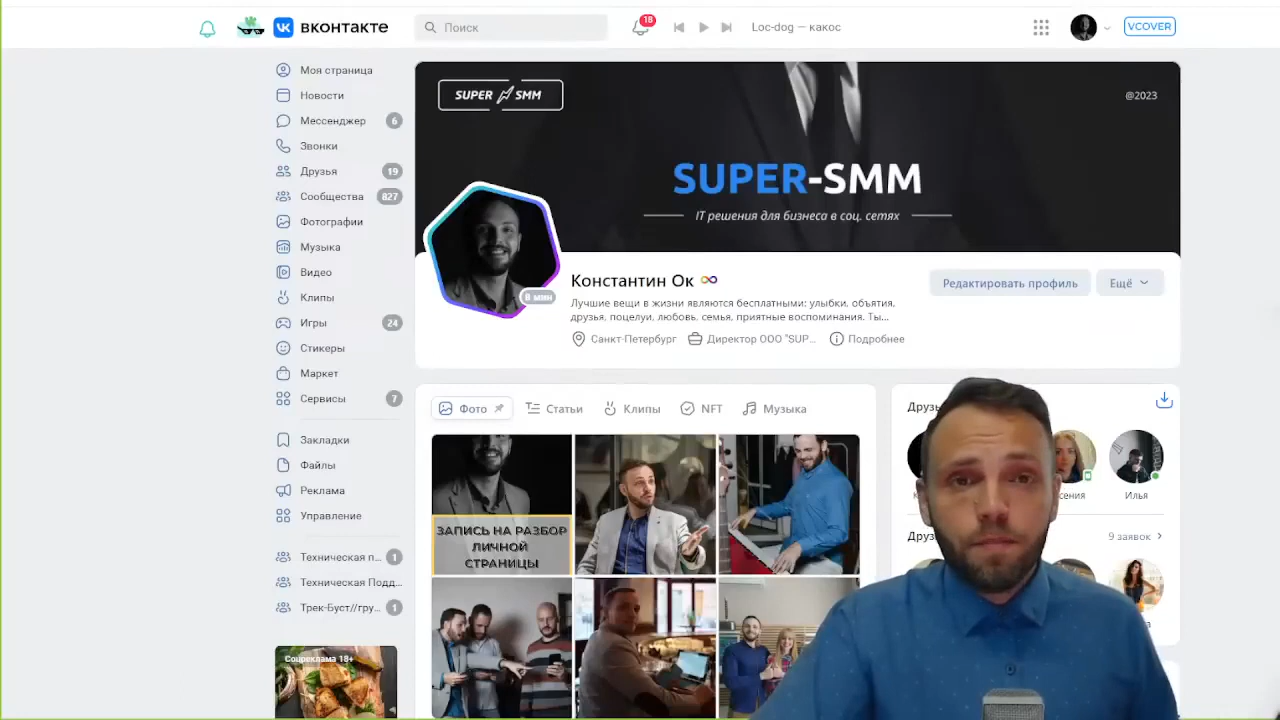 вконтакте
Поиск
18
Loc-dog — какос
VCOVER
Моя страница
Новости
Мессенджер 6
Звонки
Друзья 19
Сообщества 827
Фотографии
Музыка
Видео
Клипы
Игры 24
Стикеры
Маркет
Сервисы 7
Закладки
Файлы
Реклама
Управление
Техническая п... 1
Техническая Подд...
Трек-Буст//гру... 1
Соцреклама 18+
SUPER SMM
@2023
SUPER-SMM
IT решения для бизнеса в соц. сетях
8 мин
Константин Ок
Лучшие вещи в жизни являются бесплатными: улыбки, объятия,
друзья, поцелуи, любовь, семья, приятные воспоминания. Ты...
Санкт-Петербург Директор ООО "SUP... Подробнее
Редактировать профиль
Ещё
Фото Статьи Клипы NFT Музыка
ЗАПИСЬ НА РАЗБОР
ЛИЧНОЙ
СТРАНИЦЫ
Илья
9 заявок